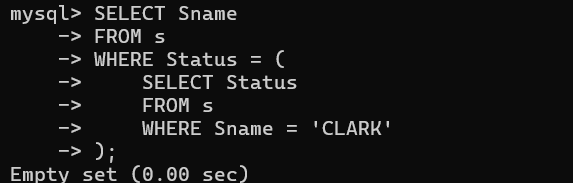 mysql> SELECT Sname
    -> FROM s
    -> WHERE Status = (
    ->     SELECT Status
    ->     FROM s
    ->     WHERE Sname = 'CLARK'
    -> );
Empty set (0.00 sec)